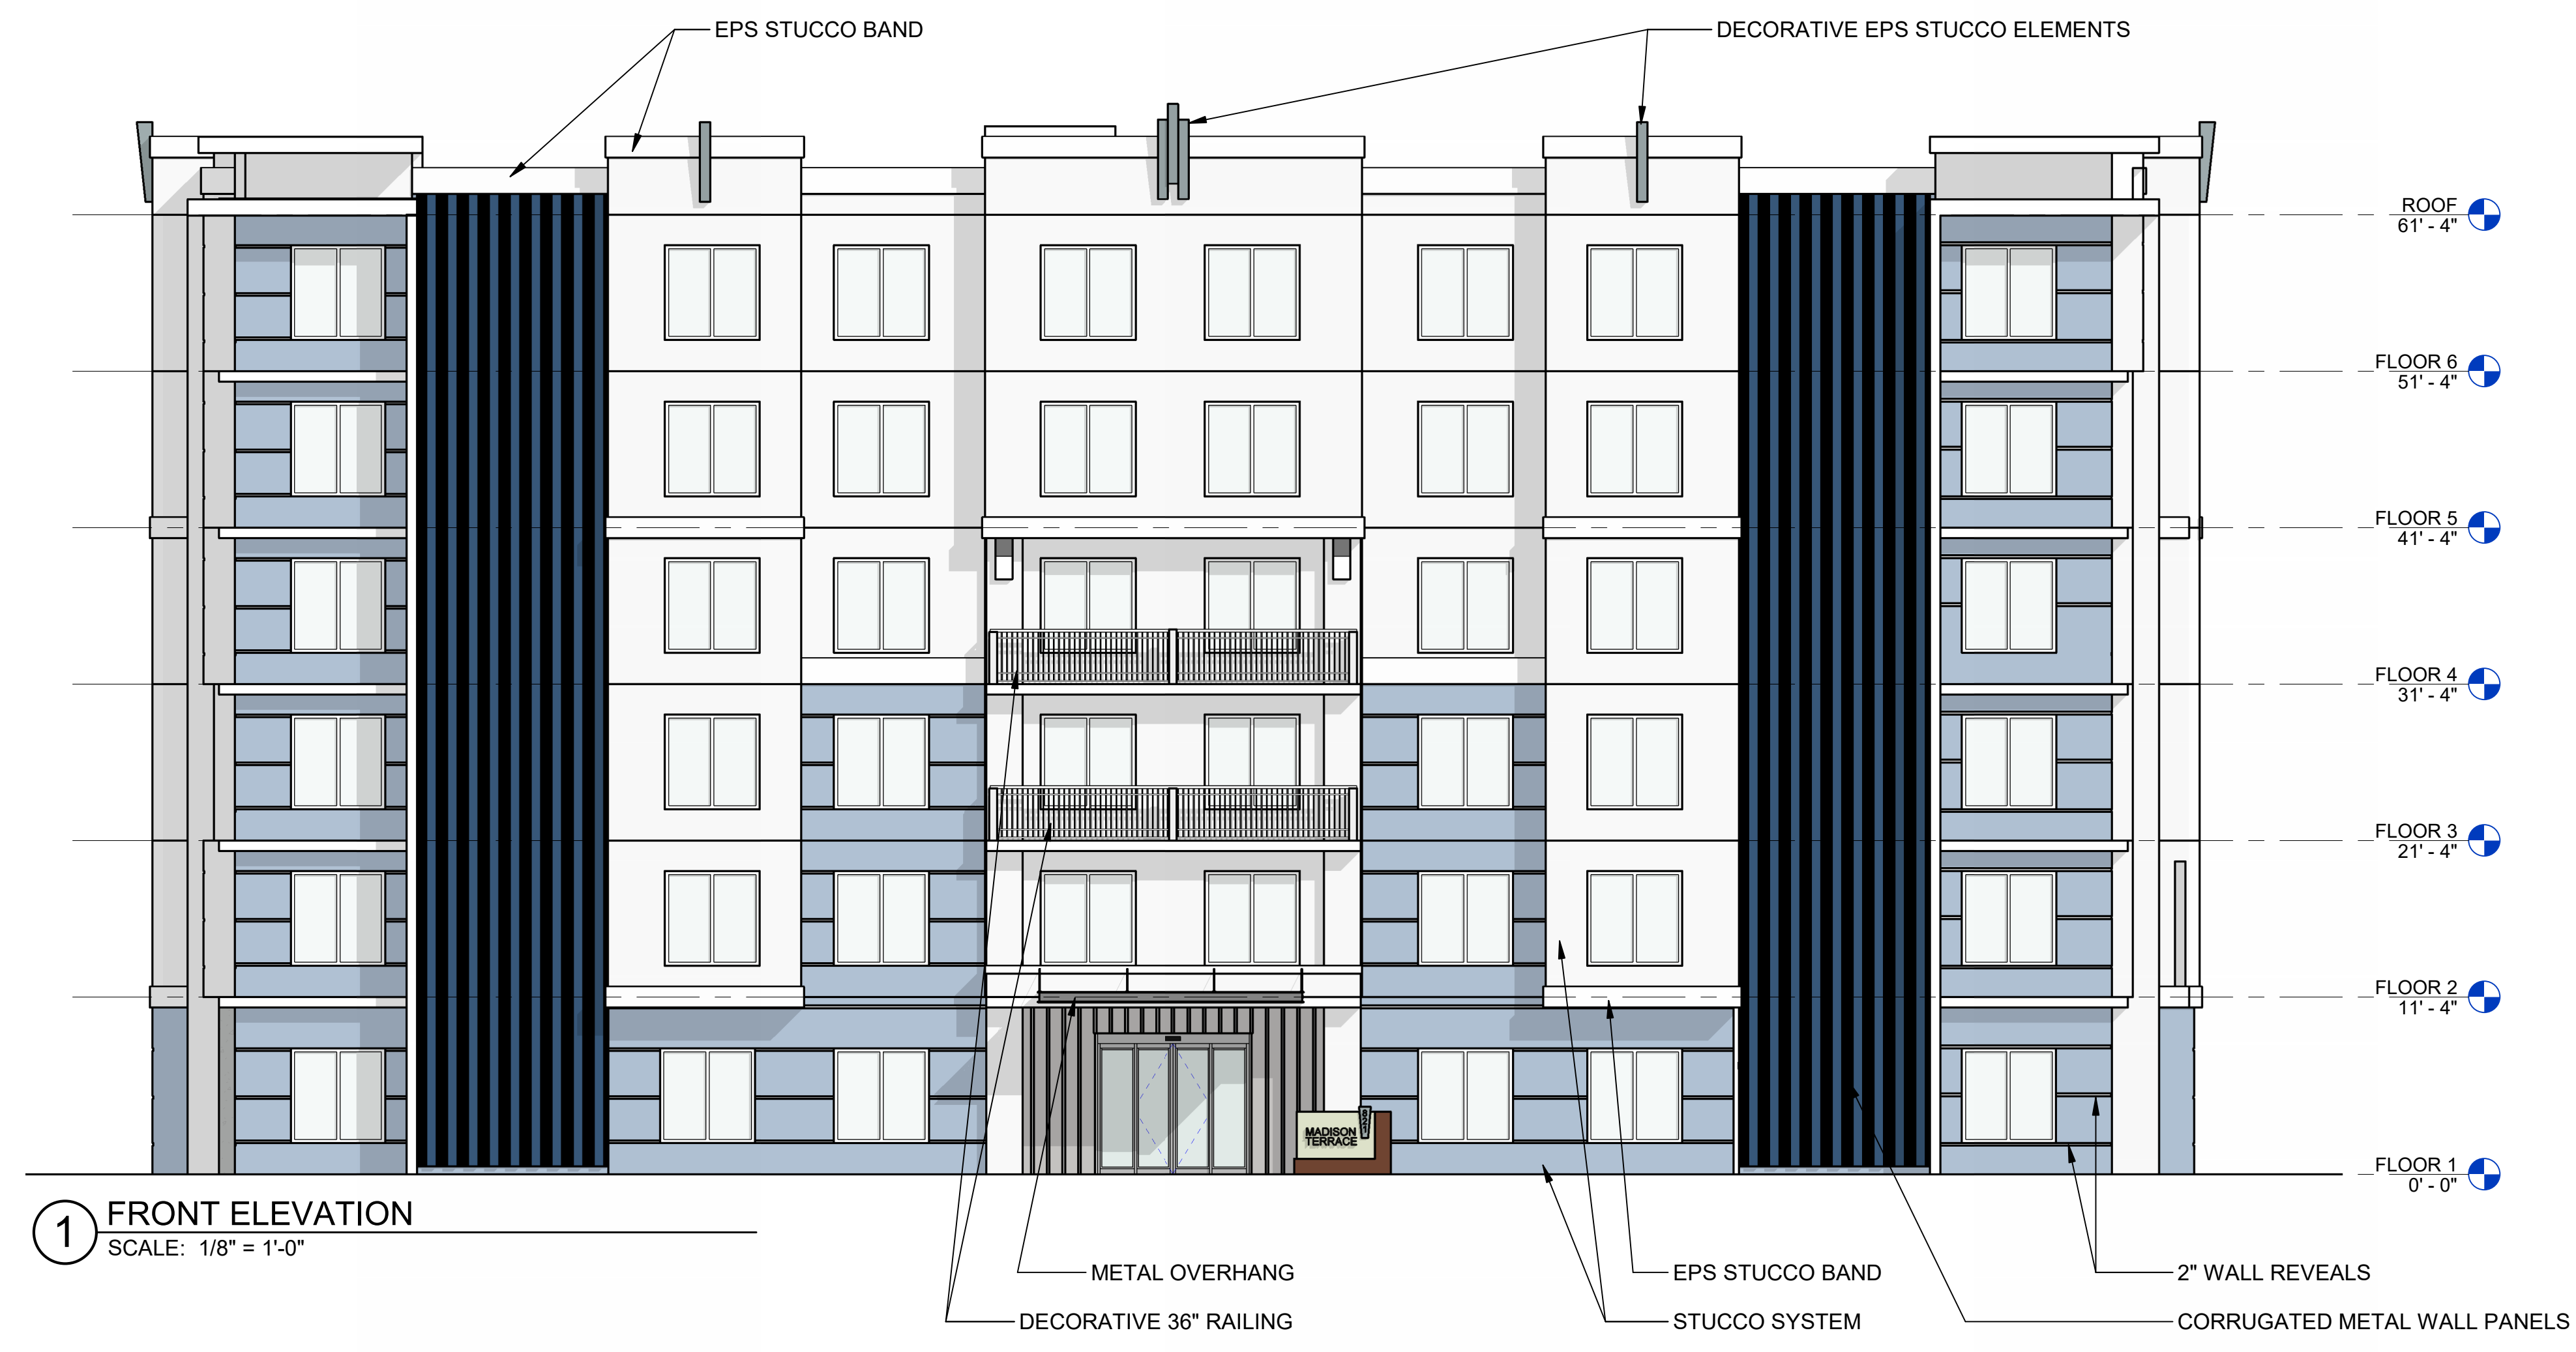 EPS STUCCO BAND
DECORATIVE EPS STUCCO ELEMENTS
ROOF
61' - 4"
FLOOR 6
51' - 4"
FLOOR 5
41' - 4"
FLOOR 4
31' - 4"
FLOOR 3
21' - 4"
FLOOR 2
11' - 4"
821
MADISON
TERRACE
FLOOR 1
0' - 0"
1
FRONT ELEVATION
SCALE: 1/8" = 1'-0"
METAL OVERHANG
EPS STUCCO BAND
2" WALL REVEALS
DECORATIVE 36" RAILING
STUCCO SYSTEM
CORRUGATED METAL WALL PANELS